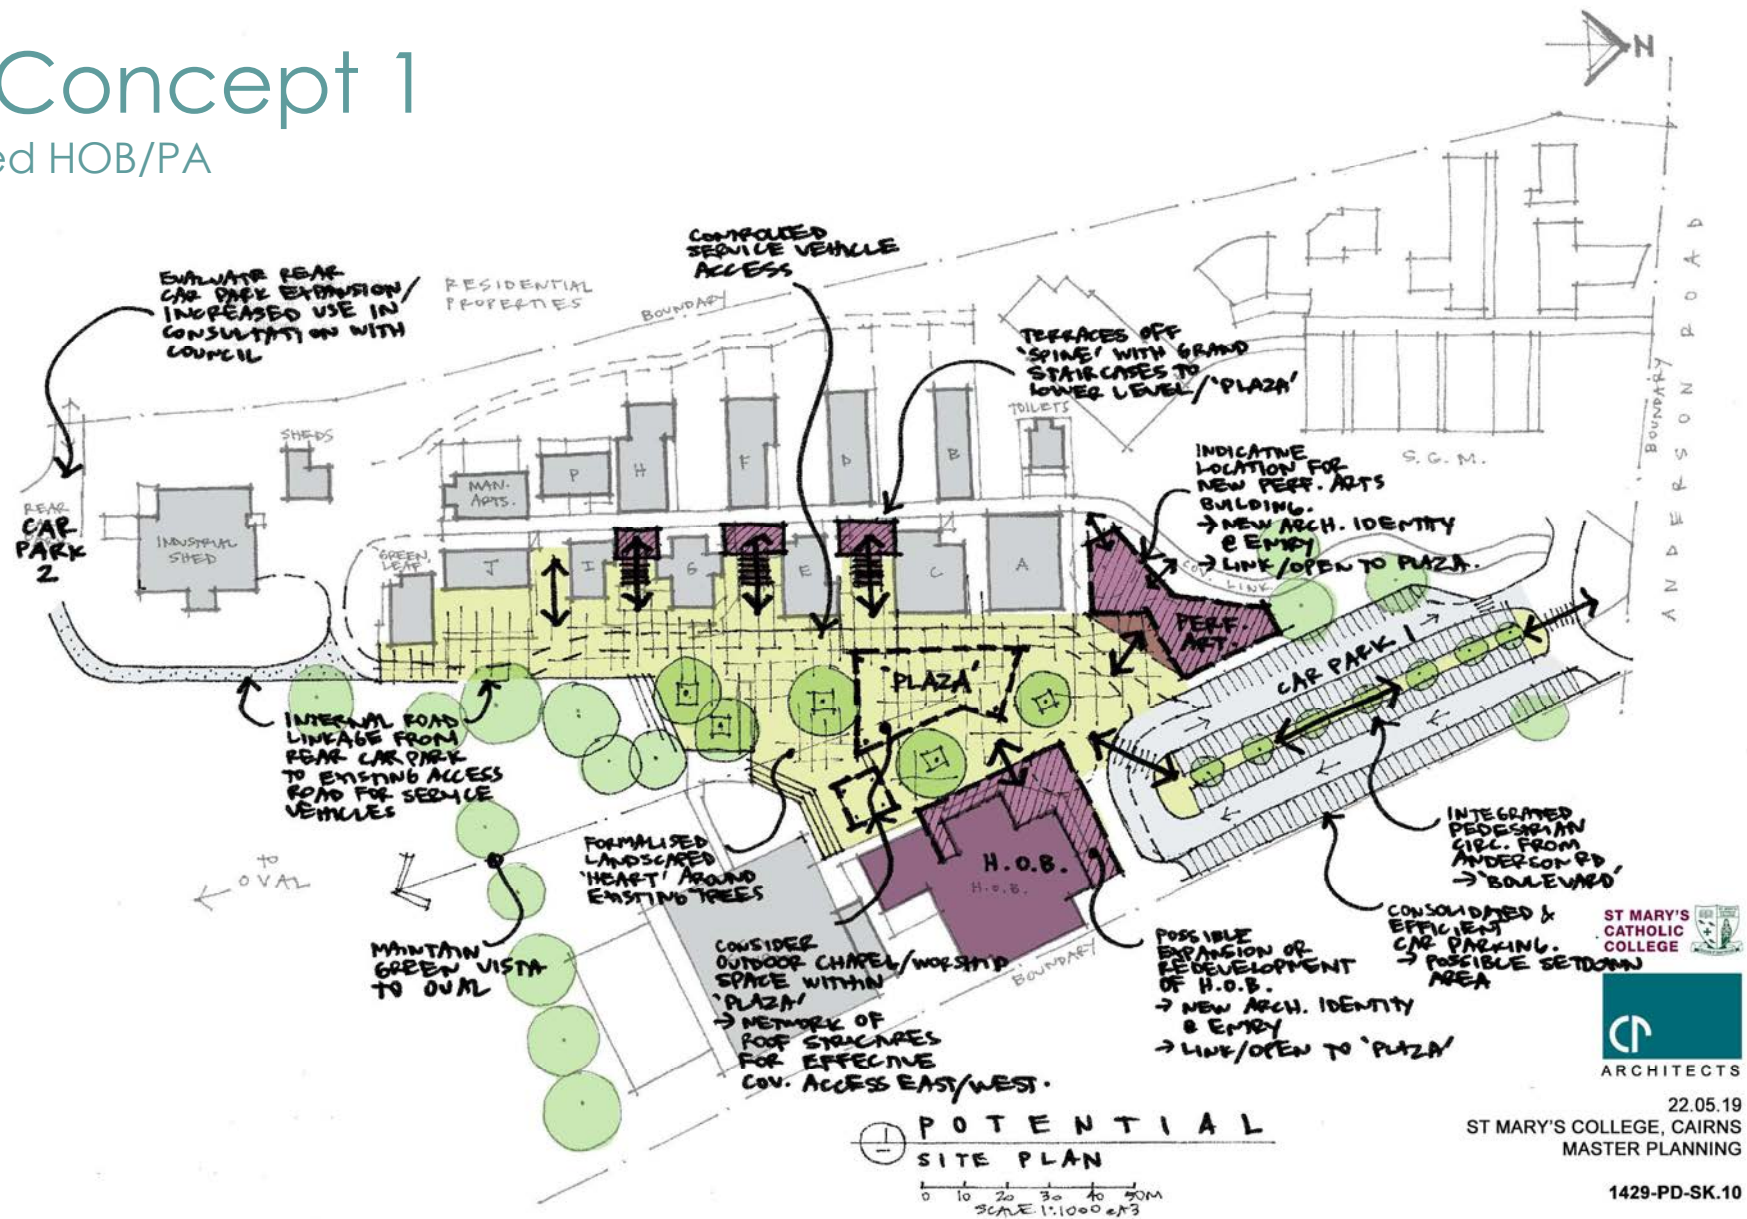 Concept 1
ed HOB/PA
N
CONTROLLED
SERVICE VEHICLE
ACCESS
EVALUATE REAR
CAR PARK EXPANSION/
INCREASED USE IN
CONSULTATION WITH
COUNCIL
RESIDENTIAL
PROPERTIES
BOUNDARY
TERRACES OFF
'SPINE' WITH GRAND
STAIRCASES TO
LOWER LEVEL/'PLAZA'
TOILETS
BOUNDARY
ANDERSON ROAD
S.G.M.
INDICATIVE
LOCATION FOR
NEW PERF. ARTS
BUILDING.
→ NEW ARCH. IDENTITY
@ ENTRY
→ LINK/OPEN TO PLAZA.
COV. LINK
SHEDS
MAN.
ARTS.
P
H
F
D
B
REAR
CAR
PARK
2
INDUSTRIAL
SHED
GREEN
LEAF
J
I
G
E
C
A
PERF.
ART.
'PLAZA'
CAR PARK 1
INTERNAL ROAD
LINKAGE FROM
REAR CAR PARK
TO EXISTING ACCESS
ROAD FOR SERVICE
VEHICLES
TO
OVAL
FORMALISED
LANDSCAPED
'HEART' AROUND
EXISTING TREES
H.O.B.
H.O.B.
INTEGRATED
PEDESTRIAN
CIRC. FROM
ANDERSON RD
→ 'BOULEVARD'
MAINTAIN
GREEN VISTA
TO OVAL
CONSIDER
OUTDOOR CHAPEL/WORSHIP
SPACE WITHIN
'PLAZA'
→ NETWORK OF
ROOF STRUCTURES
FOR EFFECTIVE
COV. ACCESS EAST/WEST.
BOUNDARY
POSSIBLE
EXPANSION OR
REDEVELOPMENT
OF H.O.B.
→ NEW ARCH. IDENTITY
@ ENTRY
→ LINK/OPEN TO 'PLAZA'
CONSOLIDATED &
EFFICIENT
CAR PARKING.
→ POSSIBLE SETDOWN
AREA
ST MARY'S
CATHOLIC
COLLEGE
ARCHITECTS
22.05.19
ST MARY'S COLLEGE, CAIRNS
MASTER PLANNING
1429-PD-SK.10
1
POTENTIAL
SITE PLAN
0 10 20 30 40 50M
SCALE 1:1000 @A3